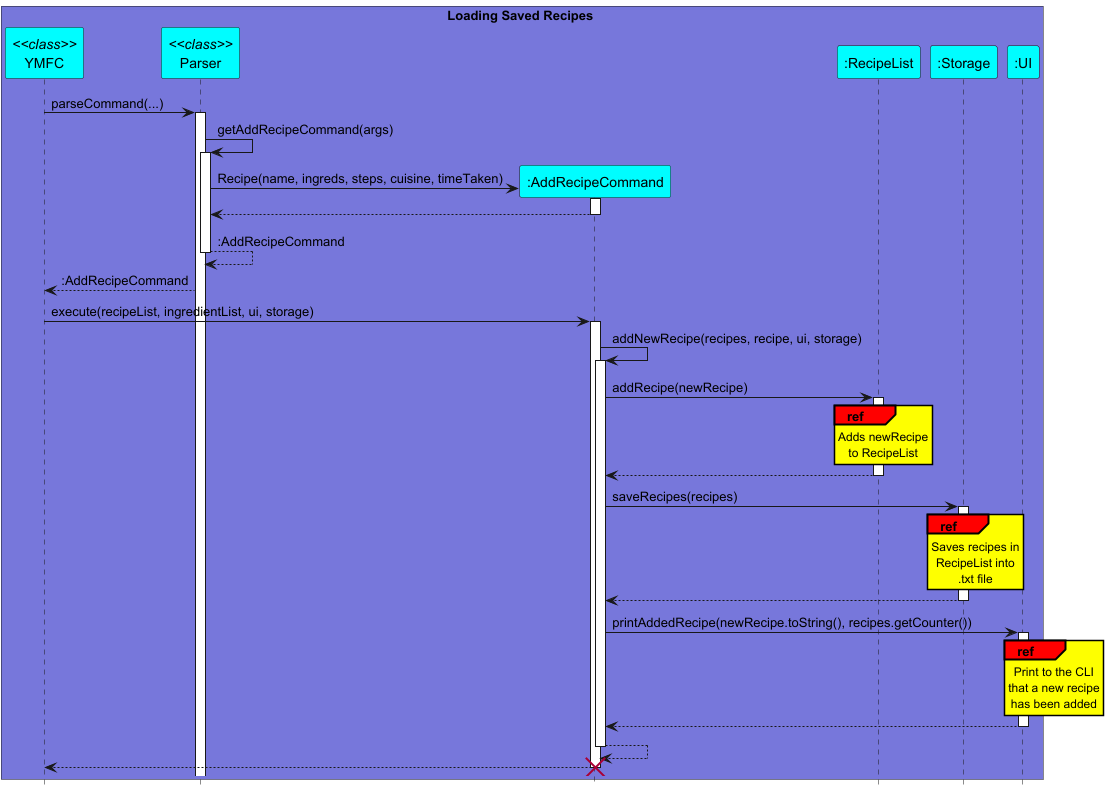 Loading Saved Recipes
<<class>>
YMFC
<<class>>
Parser
:RecipeList
:Storage
:UI
parseCommand(...)
getAddRecipeCommand(args)
Recipe(name, ingreds, steps, cuisine, timeTaken)
:AddRecipeCommand
:AddRecipeCommand
:AddRecipeCommand
execute(recipeList, ingredientList, ui, storage)
addNewRecipe(recipes, recipe, ui, storage)
addRecipe(newRecipe)
ref
Adds newRecipe
to RecipeList
saveRecipes(recipes)
ref
Saves recipes in
RecipeList into
.txt file
printAddedRecipe(newRecipe.toString(), recipes.getCounter())
ref
Print to the CLI
that a new recipe
has been added